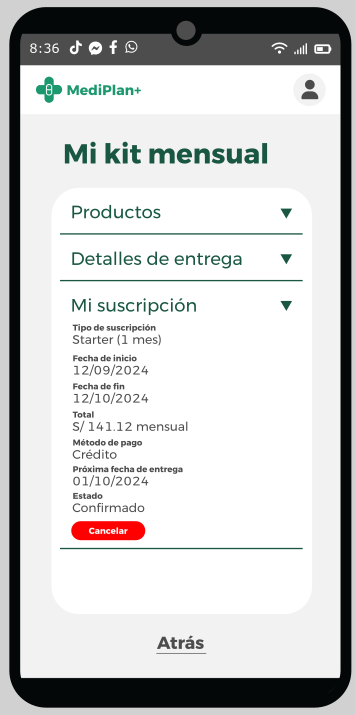 8:36
MediPlan+
Mi kit mensual
Productos
Detalles de entrega
Mi suscripción
Tipo de suscripción
Starter (1 mes)
Fecha de inicio
12/09/2024
Fecha de fin
12/10/2024
Total
S/ 141.12 mensual
Método de pago
Crédito
Próxima fecha de entrega
01/10/2024
Estado
Confirmado
Cancelar
Atrás